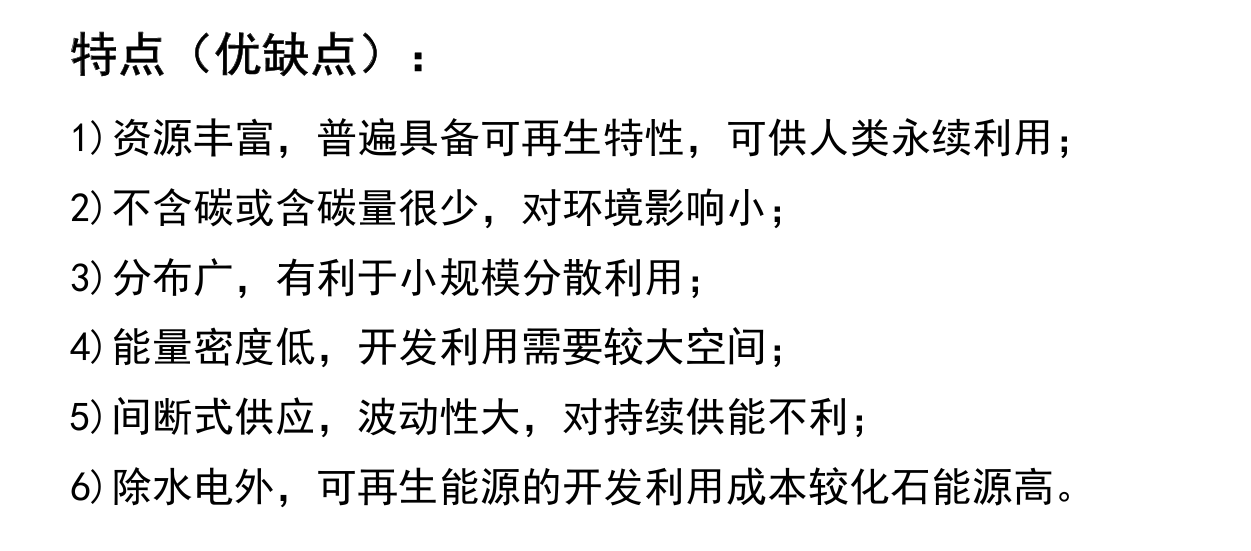 特点（优缺点）：
1)资源丰富，普遍具备可再生特性，可供人类永续利用；
2)不含碳或含碳量很少，对环境影响小；
3)分布广，有利于小规模分散利用；
4)能量密度低，开发利用需要较大空间；
5)间断式供应，波动性大，对持续供能不利；
6)除水电外，可再生能源的开发利用成本较化石能源高。